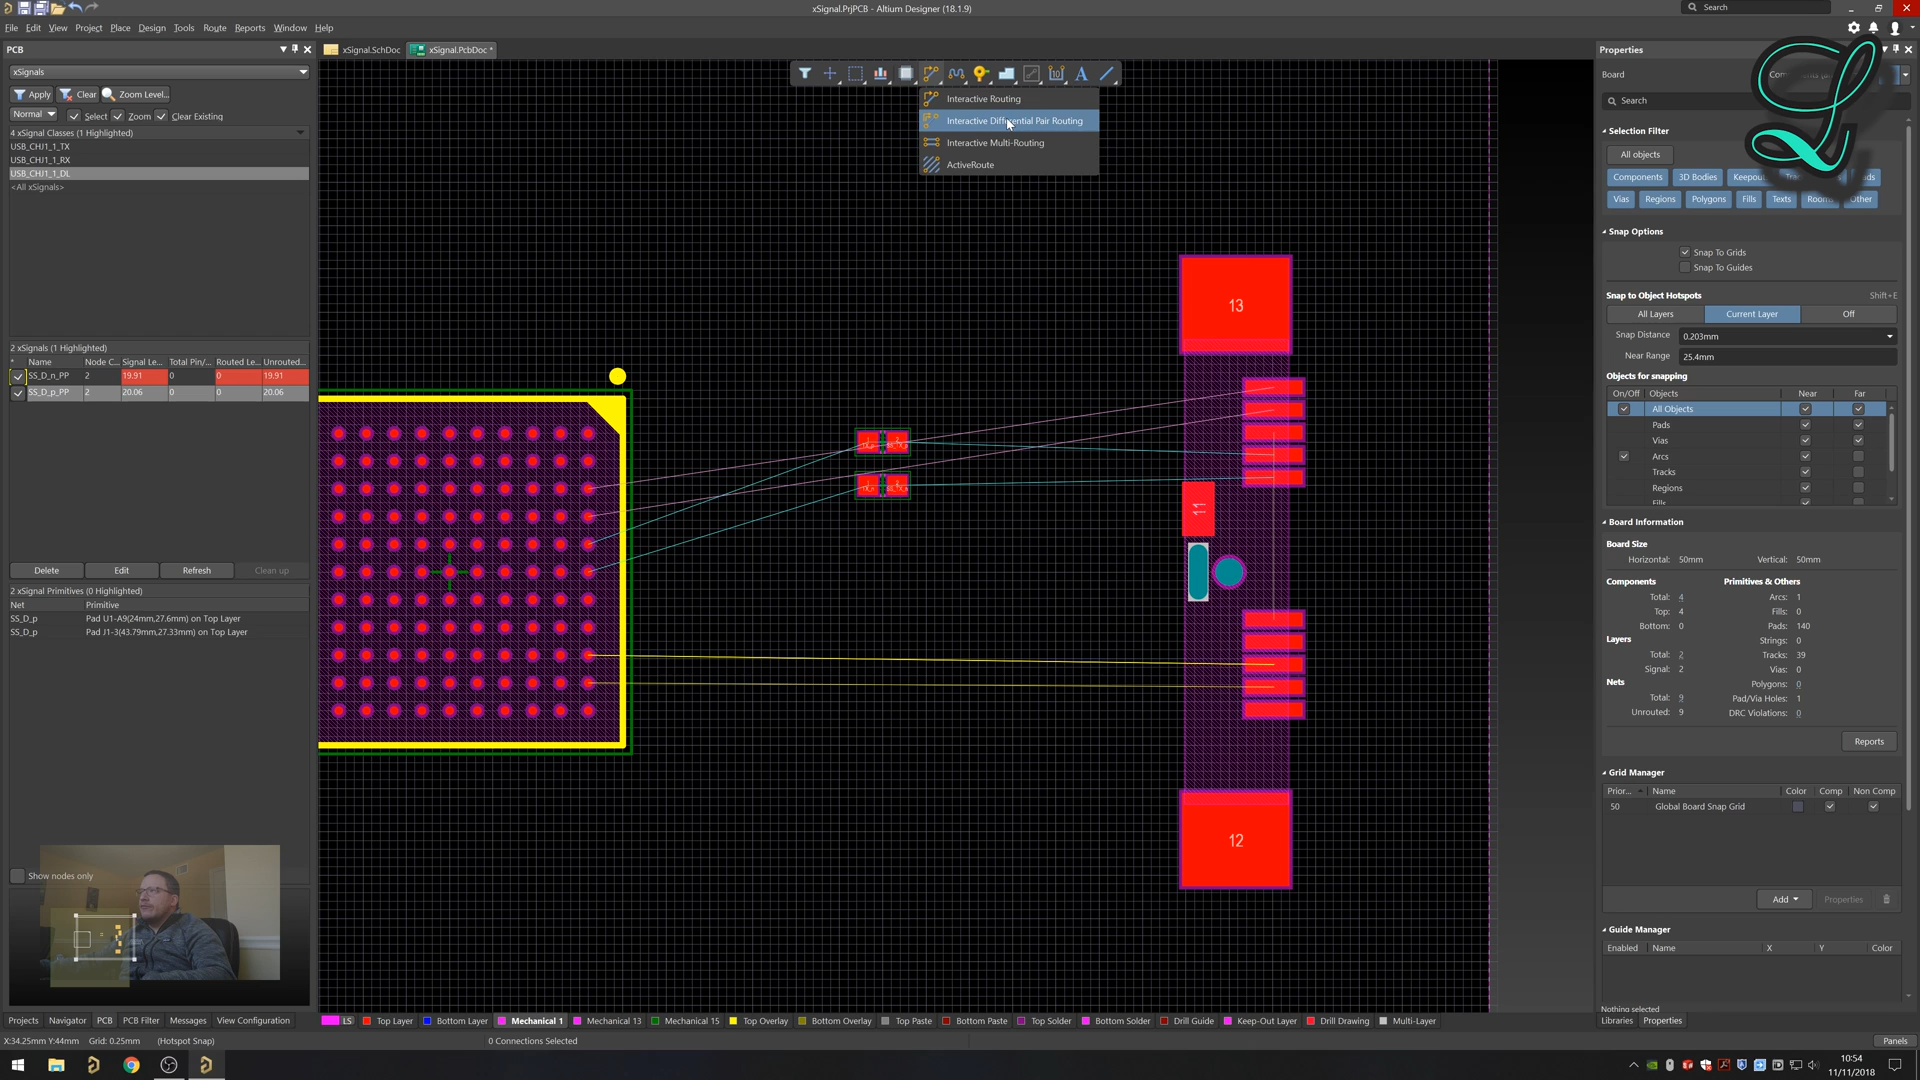 xSignal.PrjPCB - Altium Designer (18.1.9)
Search
File Edit View Project Place Design Tools Route Reports Window Help
PCB
xSignal.SchDoc
xSignal.PcbDoc *
Properties
xSignals
Board
Apply Clear Zoom Level...
Normal Select Zoom Clear Existing
Search
4 xSignal Classes (1 Highlighted)
USB_CHJ1_1_TX
USB_CHJ1_1_RX
USB_CHJ1_1_DL
<All xSignals>
Interactive Routing
Interactive Differential Pair Routing
Interactive Multi-Routing
ActiveRoute
Selection Filter
All objects
Components 3D Bodies
Vias Regions Polygons Fills Texts Other
Snap Options
Snap To Grids
Snap To Guides
Snap to Object Hotspots Shift+E
All Layers Current Layer Off
Snap Distance 0.203mm
Near Range 25.4mm
Objects for snapping
On/Off Objects Near Far
All Objects
Pads
Vias
Arcs
Tracks
Regions
Fills
2 xSignals (1 Highlighted)
* Name Node C... Signal Le... Total Pin/... Routed Le... Unrouted...
SS_D_n_PP 2 19.91 0 0 19.91
SS_D_p_PP 2 20.06 0 0 20.06
13
11
12
Delete Edit Refresh Clean up
2 xSignal Primitives (0 Highlighted)
Net Primitive
SS_D_p Pad U1-A9(24mm,27.6mm) on Top Layer
SS_D_p Pad J1-3(43.79mm,27.33mm) on Top Layer
Show nodes only
Board Information
Board Size
Horizontal: 50mm Vertical: 50mm
Components Primitives & Others
Total: 4 Arcs: 1
Top: 4 Fills: 0
Bottom: 0 Pads: 140
Layers Strings: 0
Total: 2 Tracks: 39
Signal: 2 Vias: 0
Nets Polygons: 0
Total: 9 Pad/Via Holes: 1
Unrouted: 9 DRC Violations: 0
Reports
Grid Manager
Prior... Name Color Comp Non Comp
50 Global Board Snap Grid
Add Properties
Guide Manager
Enabled Name X Y Color
Nothing selected
Projects Navigator PCB PCB Filter Messages View Configuration
LS Top Layer Bottom Layer Mechanical 1 Mechanical 13 Mechanical 15 Top Overlay Bottom Overlay Top Paste Bottom Paste Top Solder Bottom Solder Drill Guide Keep-Out Layer Drill Drawing Multi-Layer
Libraries Properties
X:34.25mm Y:44mm Grid: 0.25mm (Hotspot Snap)
0 Connections Selected
Panels
10:54
11/11/2018